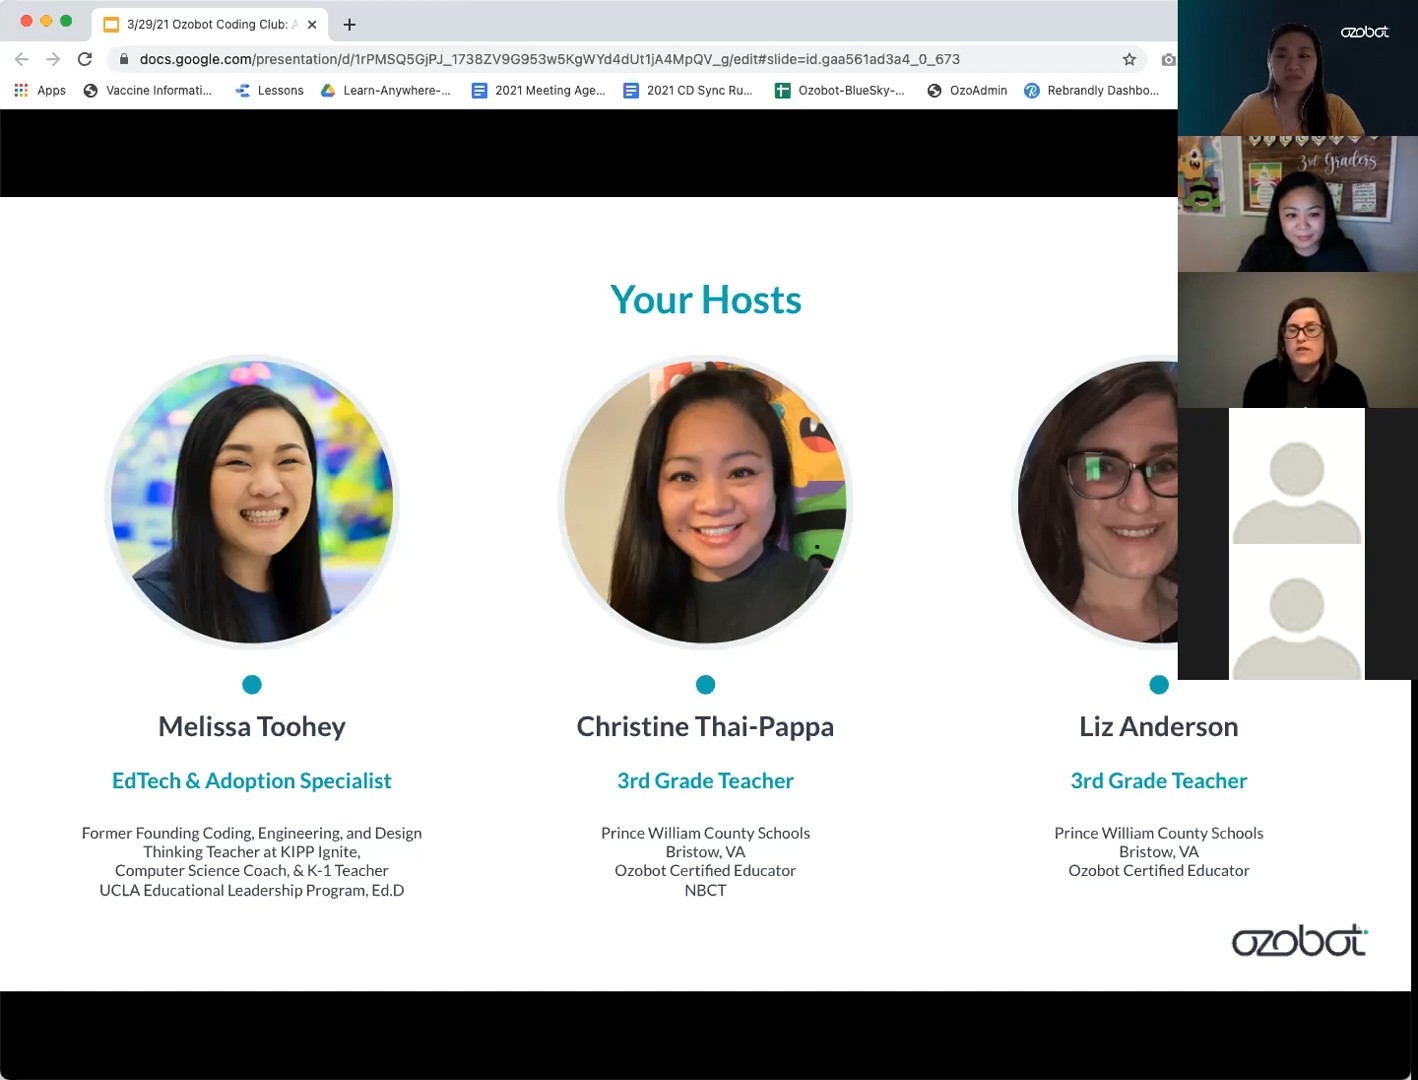 3/29/21 Ozobot Coding Club: A
docs.google.com/presentation/d/1rPMSQ5GjPJ_1738ZV9G953w5KgWYd4dUt1jA4MpQV_g/edit#slide=id.gaa561ad3a4_0_673
Apps Vaccine Informati... Lessons Learn-Anywhere-... 2021 Meeting Age... 2021 CD Sync Ru... Ozobot-BlueSky-... OzoAdmin Rebrandly Dashbo...
ozobot
3rd Graders
Your Hosts
Melissa Toohey
EdTech & Adoption Specialist
Former Founding Coding, Engineering, and Design
Thinking Teacher at KIPP Ignite,
Computer Science Coach, & K-1 Teacher
UCLA Educational Leadership Program, Ed.D
Christine Thai-Pappa
3rd Grade Teacher
Prince William County Schools
Bristow, VA
Ozobot Certified Educator
NBCT
Liz Anderson
3rd Grade Teacher
Prince William County Schools
Bristow, VA
Ozobot Certified Educator
ozobot